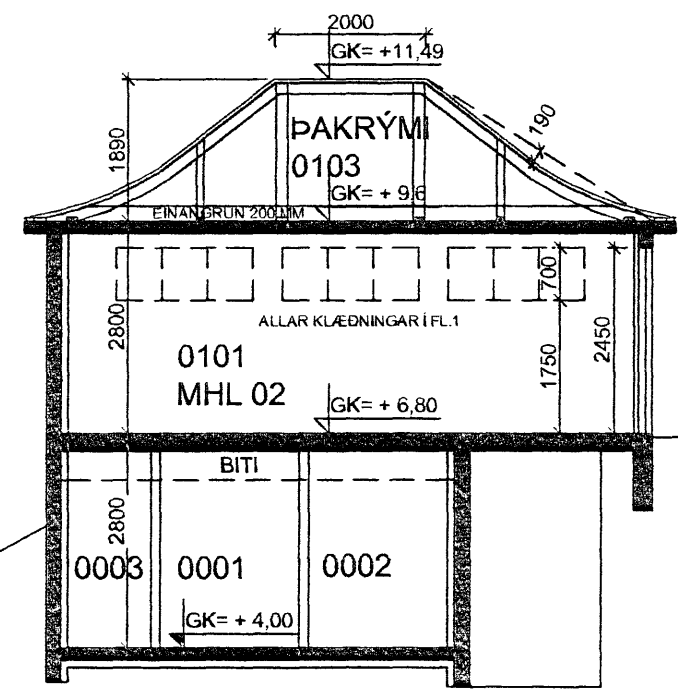 2000
GK= +11,49
190
1890
ÞAKRÝMI
0103
GK= + 9,6
EINANGRUN 200 MM
700
2800
ALLAR KLÆÐNINGAR Í FL.1
2450
1750
0101
MHL 02
GK= + 6,80
BITI
2800
0003
0001
0002
GK= + 4,00